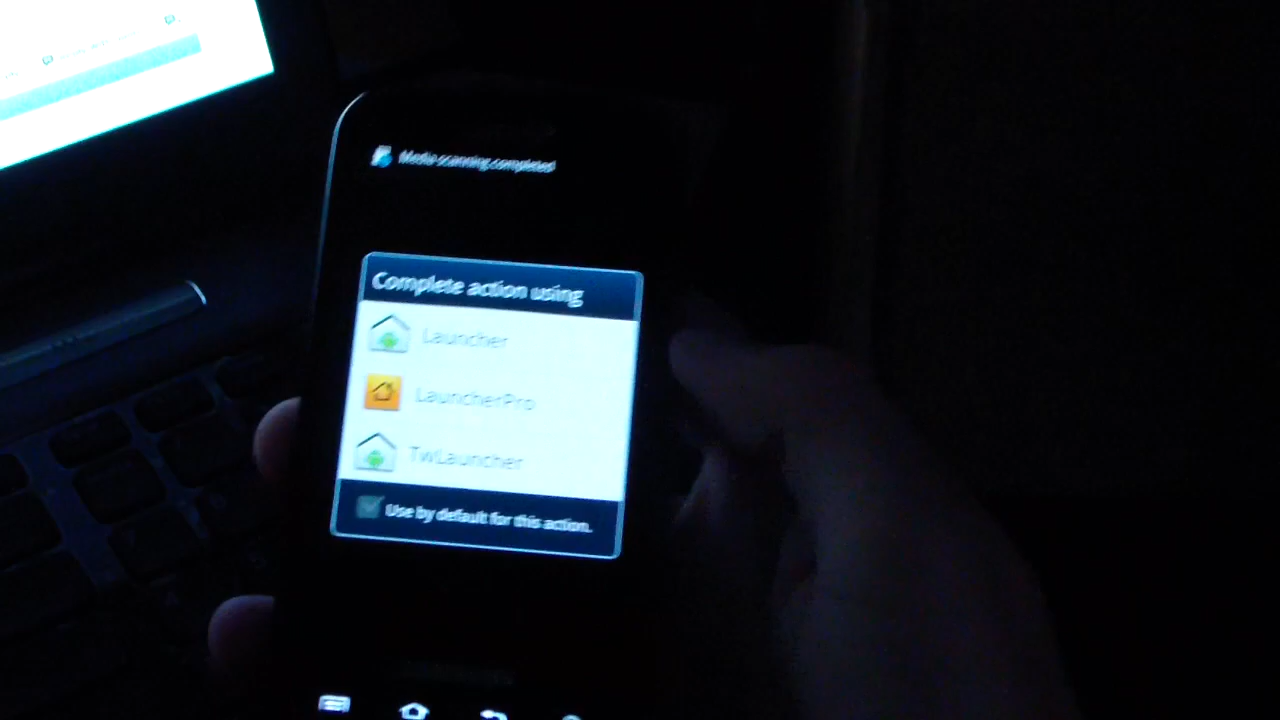 Media scanning completed
Complete action using
Launcher
LauncherPro
TwLauncher
Use by default for this action.